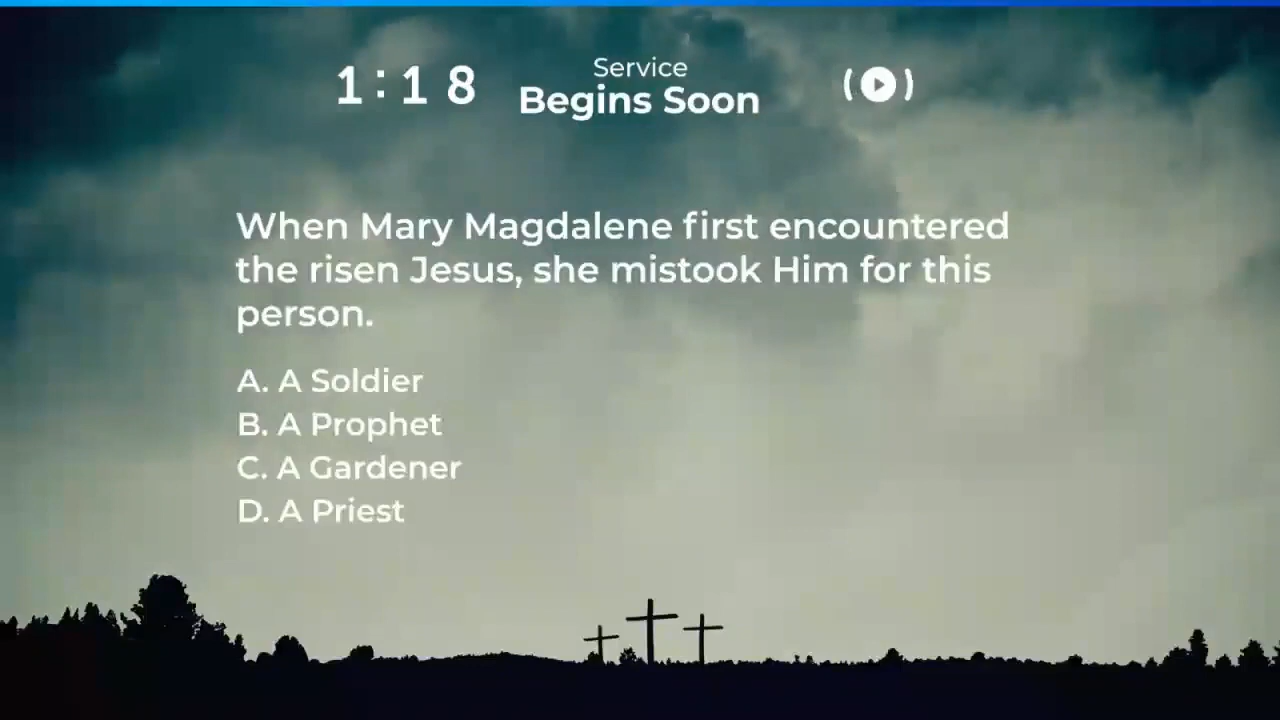 1:18
Service
Begins Soon
When Mary Magdalene first encountered
the risen Jesus, she mistook Him for this
person.
A. A Soldier
B. A Prophet
C. A Gardener
D. A Priest